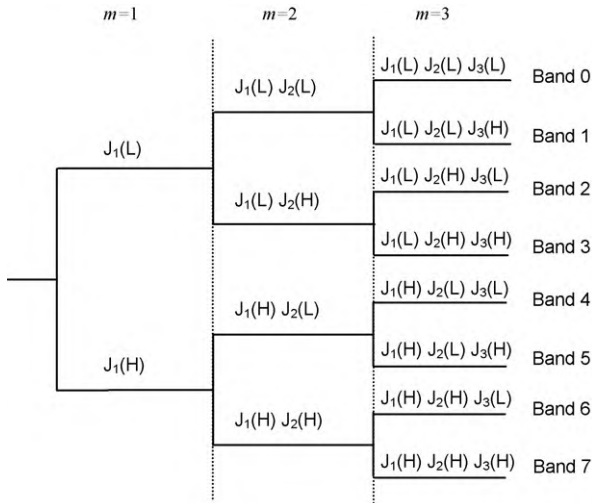 m=1 m=2 m=3
J₁(L) J₂(L) J₃(L) Band 0
J₁(L) J₂(L)
J₁(L) J₂(L) J₃(H) Band 1
J₁(L)
J₁(L) J₂(H) J₃(L) Band 2
J₁(L) J₂(H)
J₁(L) J₂(H) J₃(H) Band 3
J₁(H) J₂(L) J₃(L) Band 4
J₁(H) J₂(L)
J₁(H) J₂(L) J₃(H) Band 5
J₁(H)
J₁(H) J₂(H) J₃(L) Band 6
J₁(H) J₂(H)
J₁(H) J₂(H) J₃(H) Band 7